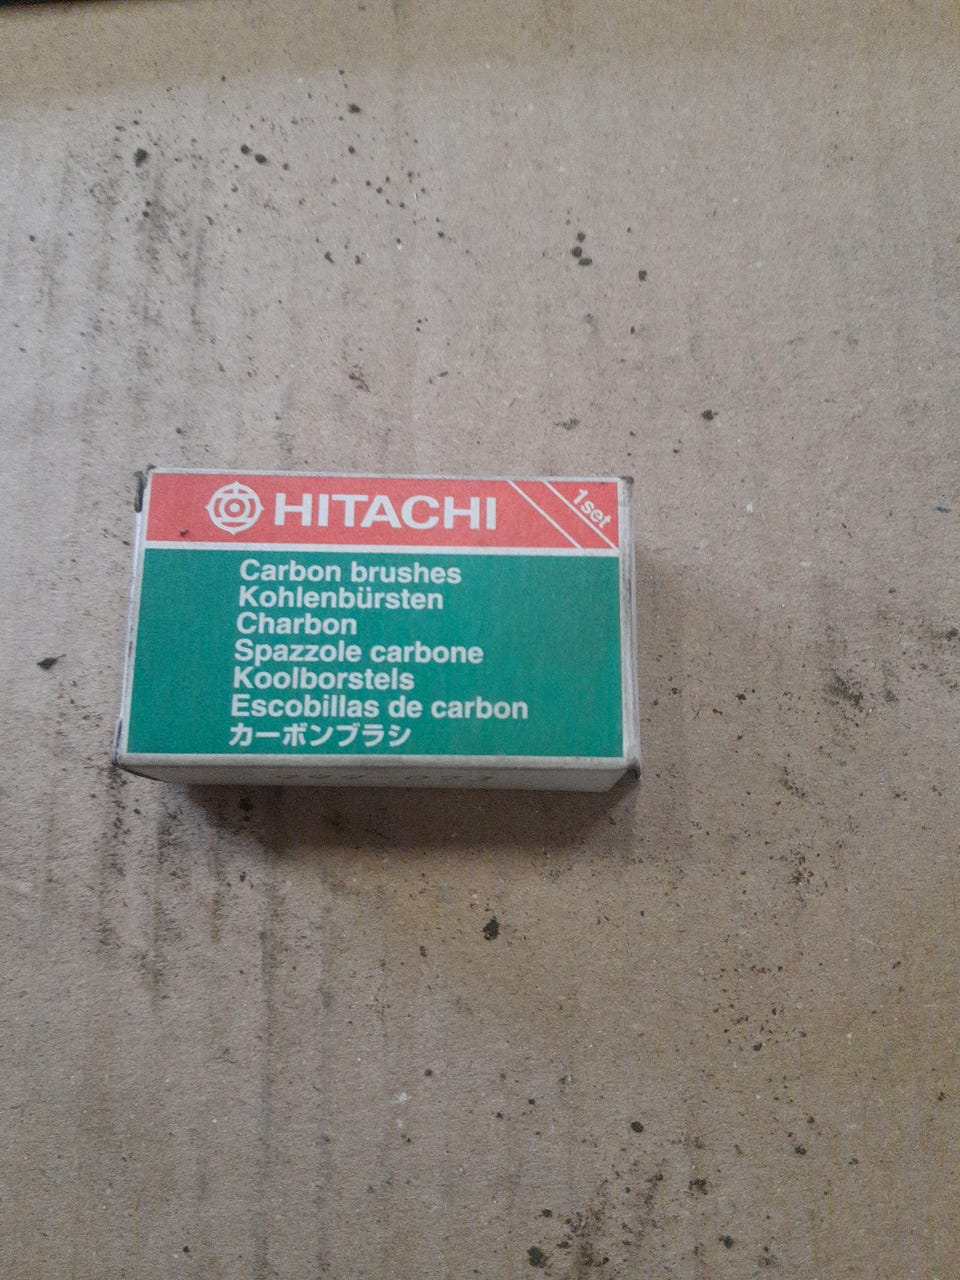 HITACHI
1set
Carbon brushes
Kohlenbürsten
Charbon
Spazzole carbone
Koolborstels
Escobillas de carbon
カーボンブラシ